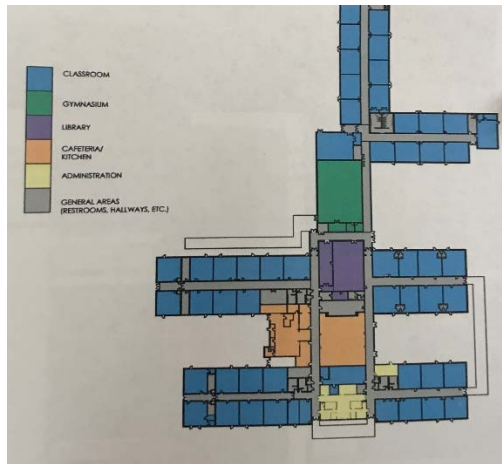 CLASSROOM
GYMNASIUM
LIBRARY
CAFETERIA/
KITCHEN
ADMINISTRATION
GENERAL AREAS
(RESTROOMS, HALLWAYS, ETC.)